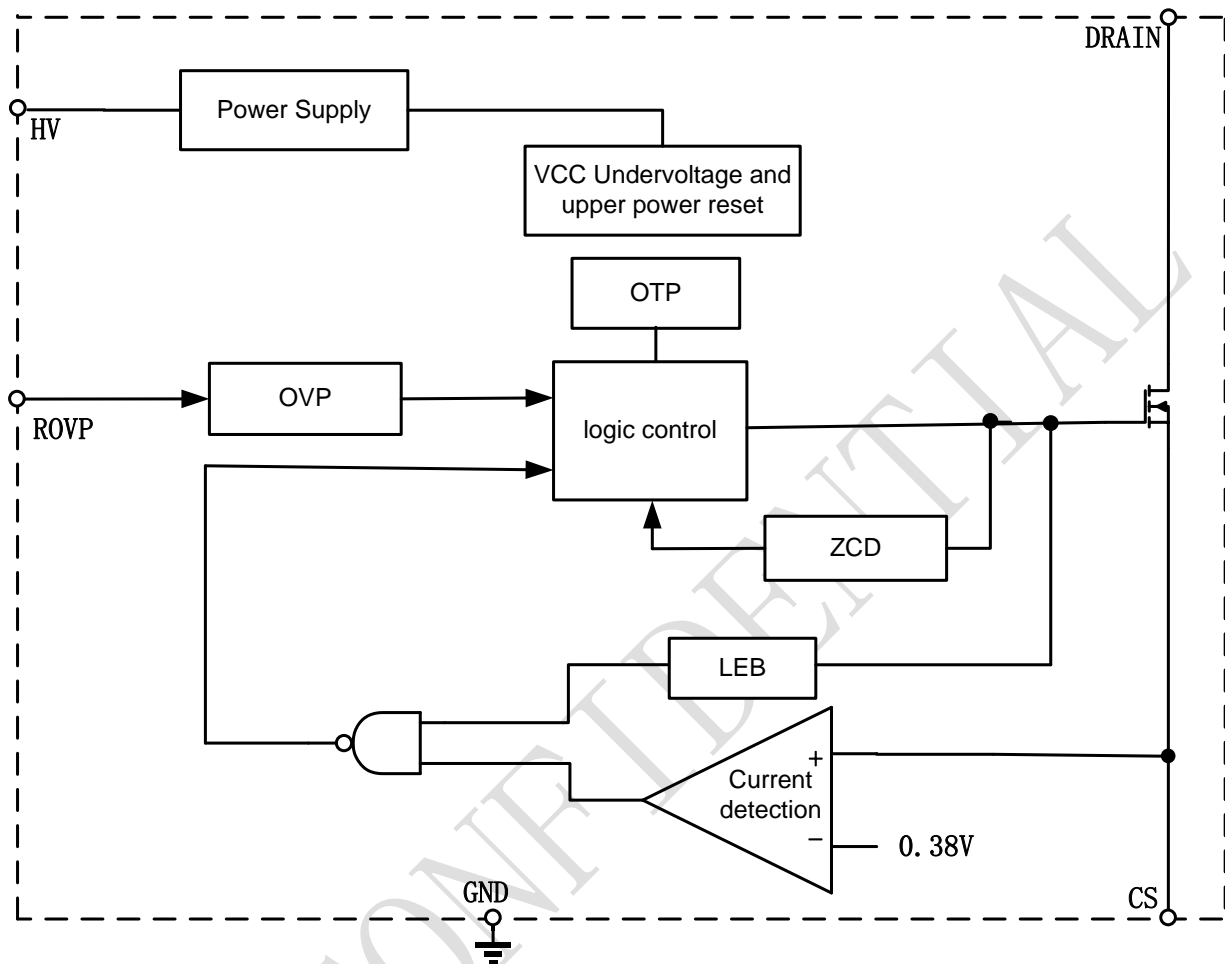 DRAIN
HV
Power Supply
VCC Undervoltage and
upper power reset
OTP
ROVP
OVP
logic control
ZCD
LEB
+
Current
detection
−
0.38V
GND
CS
CONFIDENTIAL